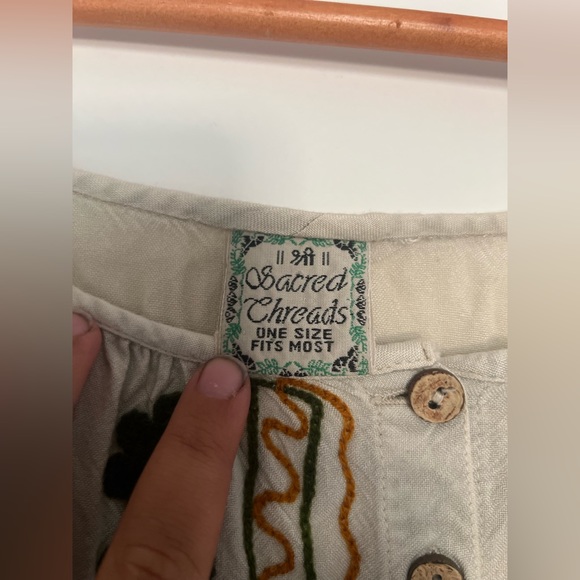 ॥ श्री ॥
Sacred
Threads
ONE SIZE
FITS MOST